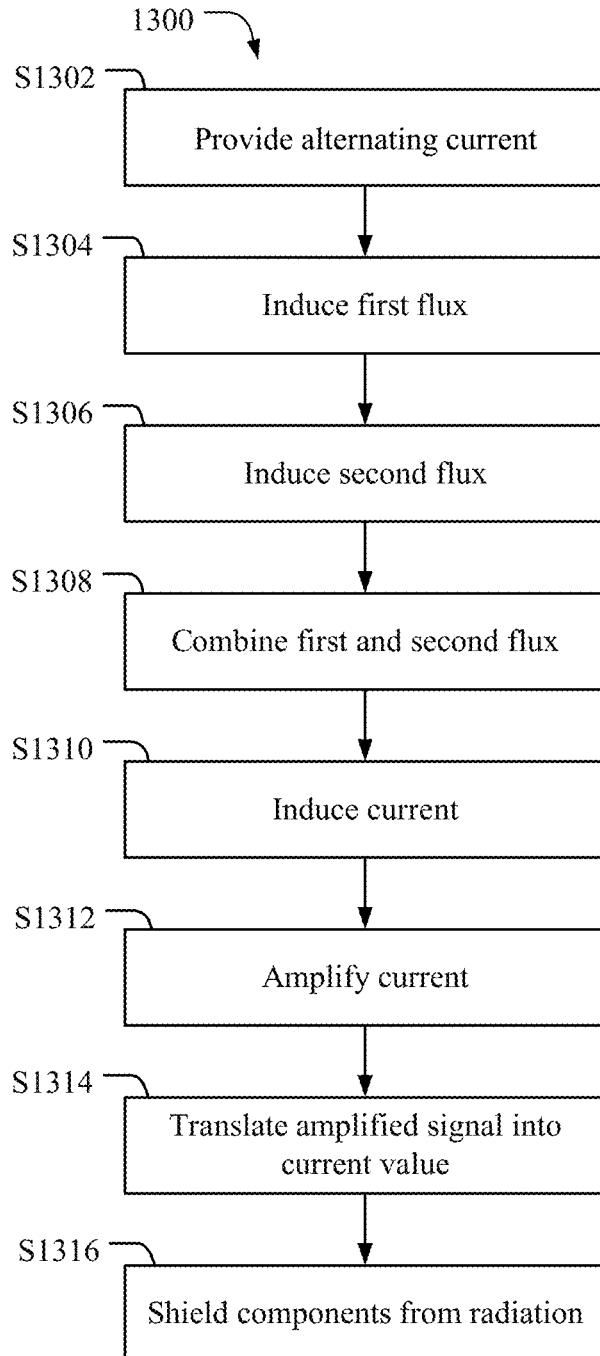 1300
S1302
Provide alternating current
S1304
Induce first flux
S1306
Induce second flux
S1308
Combine first and second flux
S1310
Induce current
S1312
Amplify current
S1314
Translate amplified signal into
current value
S1316
Shield components from radiation